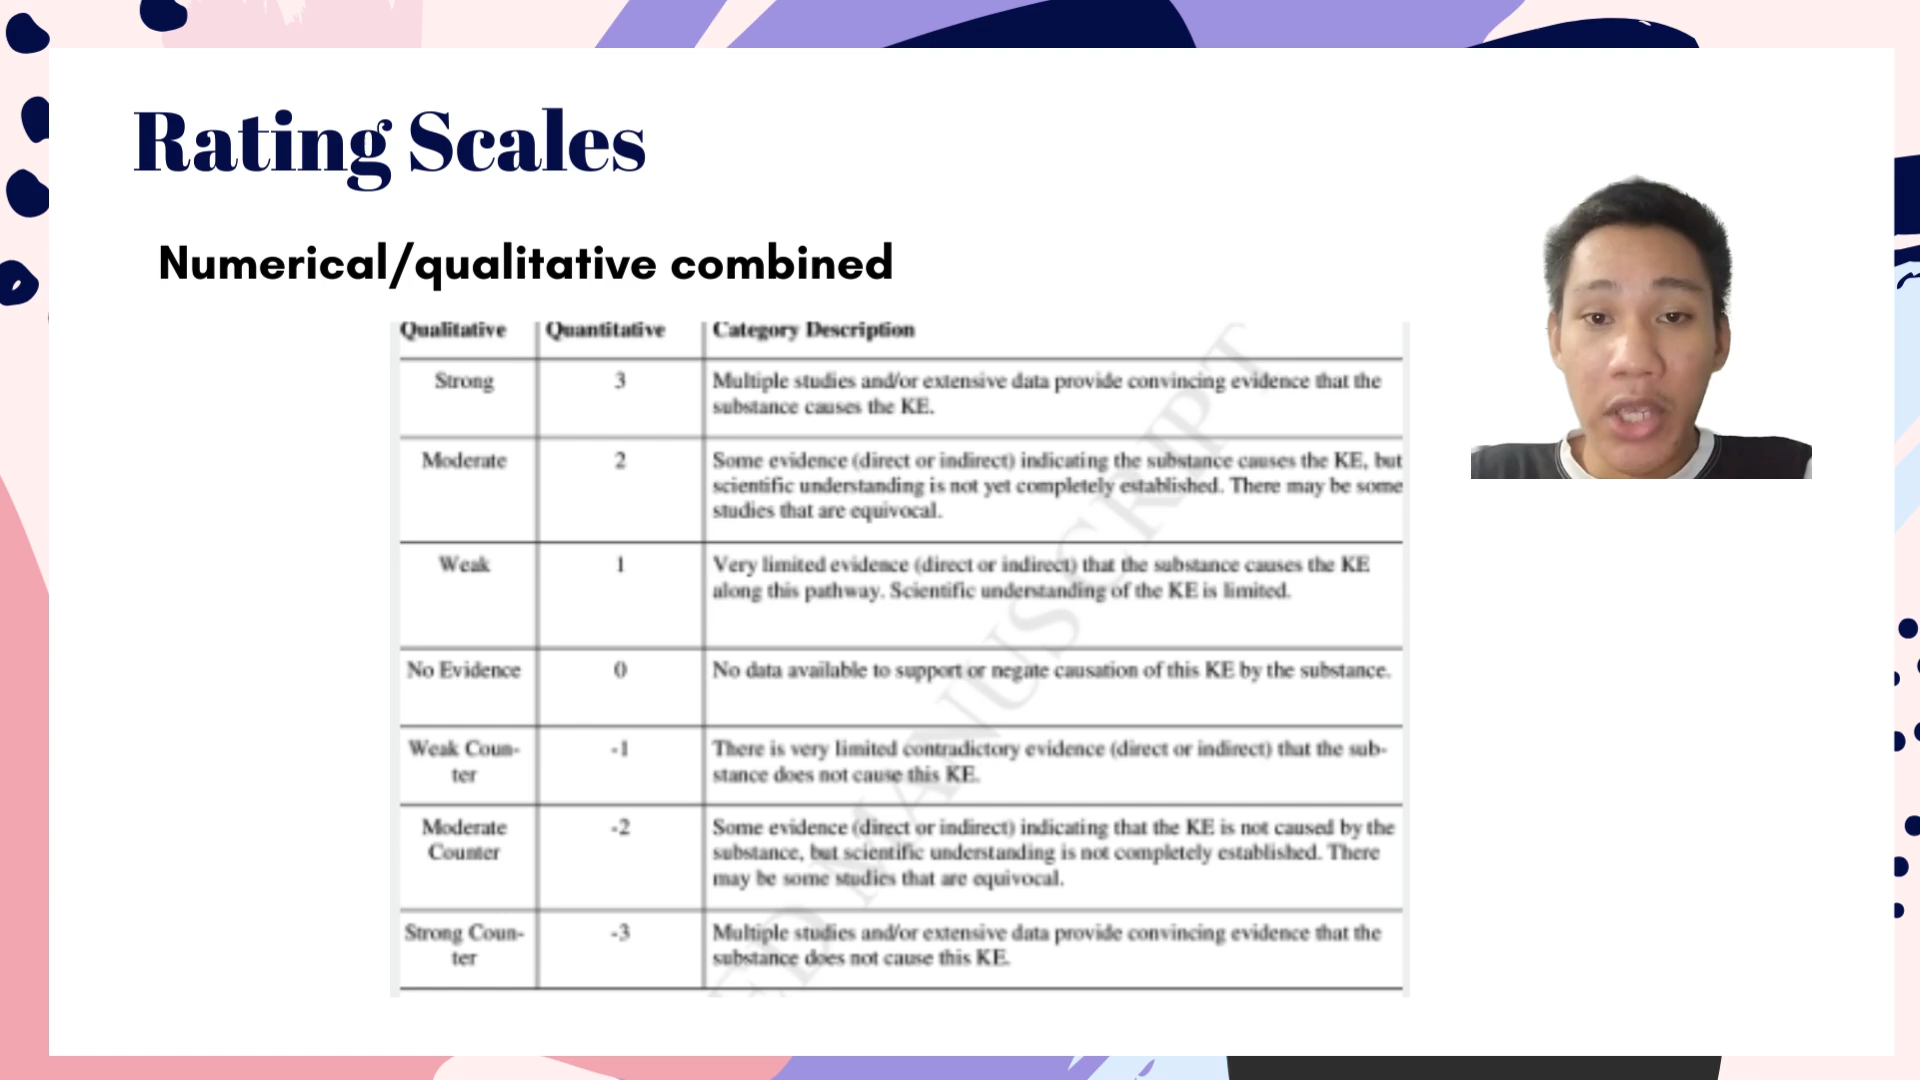 Rating Scales
Numerical/qualitative combined
Qualitative Quantitative Category Description
Strong 3 Multiple studies and/or extensive data provide convincing evidence that the
substance causes the KE.
Moderate 2 Some evidence (direct or indirect) indicating the substance causes the KE, but
scientific understanding is not yet completely established. There may be some
studies that are equivocal.
Weak 1 Very limited evidence (direct or indirect) that the substance causes the KE
along this pathway. Scientific understanding of the KE is limited.
No Evidence 0 No data available to support or negate causation of this KE by the substance.
Weak Coun- -1 There is very limited contradictory evidence (direct or indirect) that the sub-
ter stance does not cause this KE.
Moderate -2 Some evidence (direct or indirect) indicating that the KE is not caused by the
Counter substance, but scientific understanding is not completely established. There
may be some studies that are equivocal.
Strong Coun- -3 Multiple studies and/or extensive data provide convincing evidence that the
ter substance does not cause this KE.
ED MANUSCRIPT